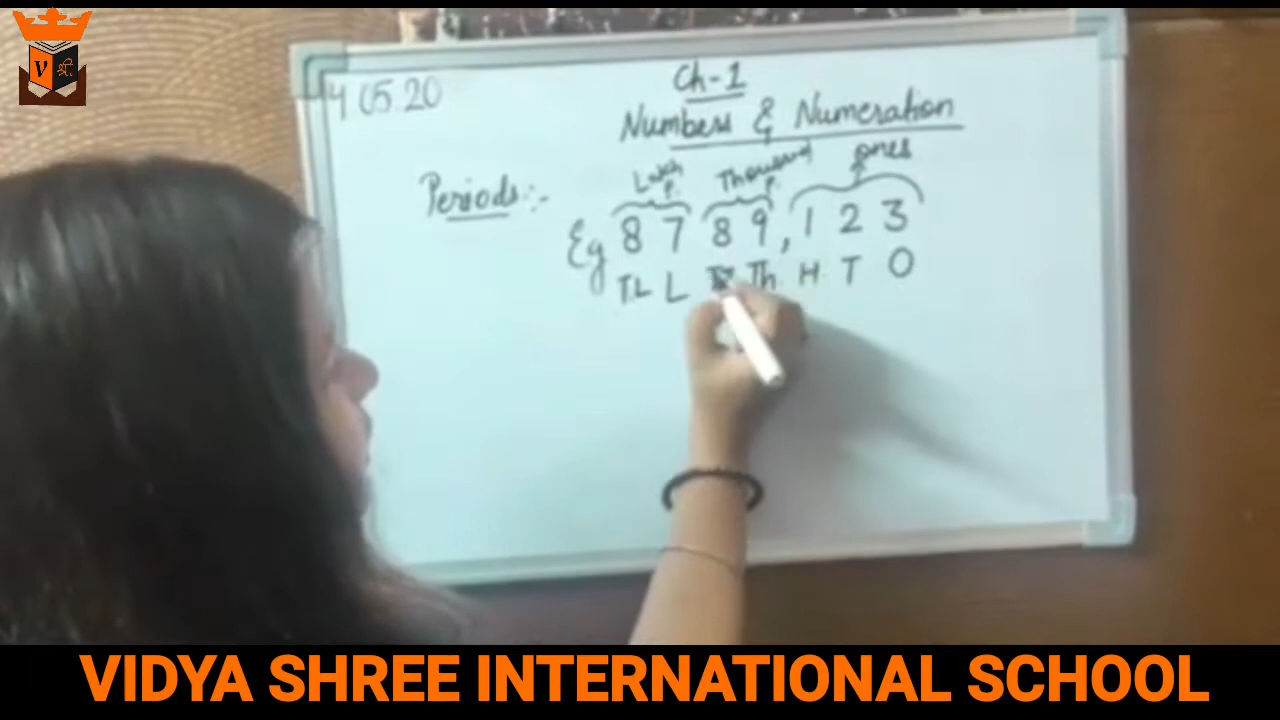 V श्री
4.05.20
Ch-1
Numbers & Numeration
Lakh P. Thousand P. ones
Periods:-
Eg 8 7 8 9 , 1 2 3
TL L Th H T O
VIDYA SHREE INTERNATIONAL SCHOOL